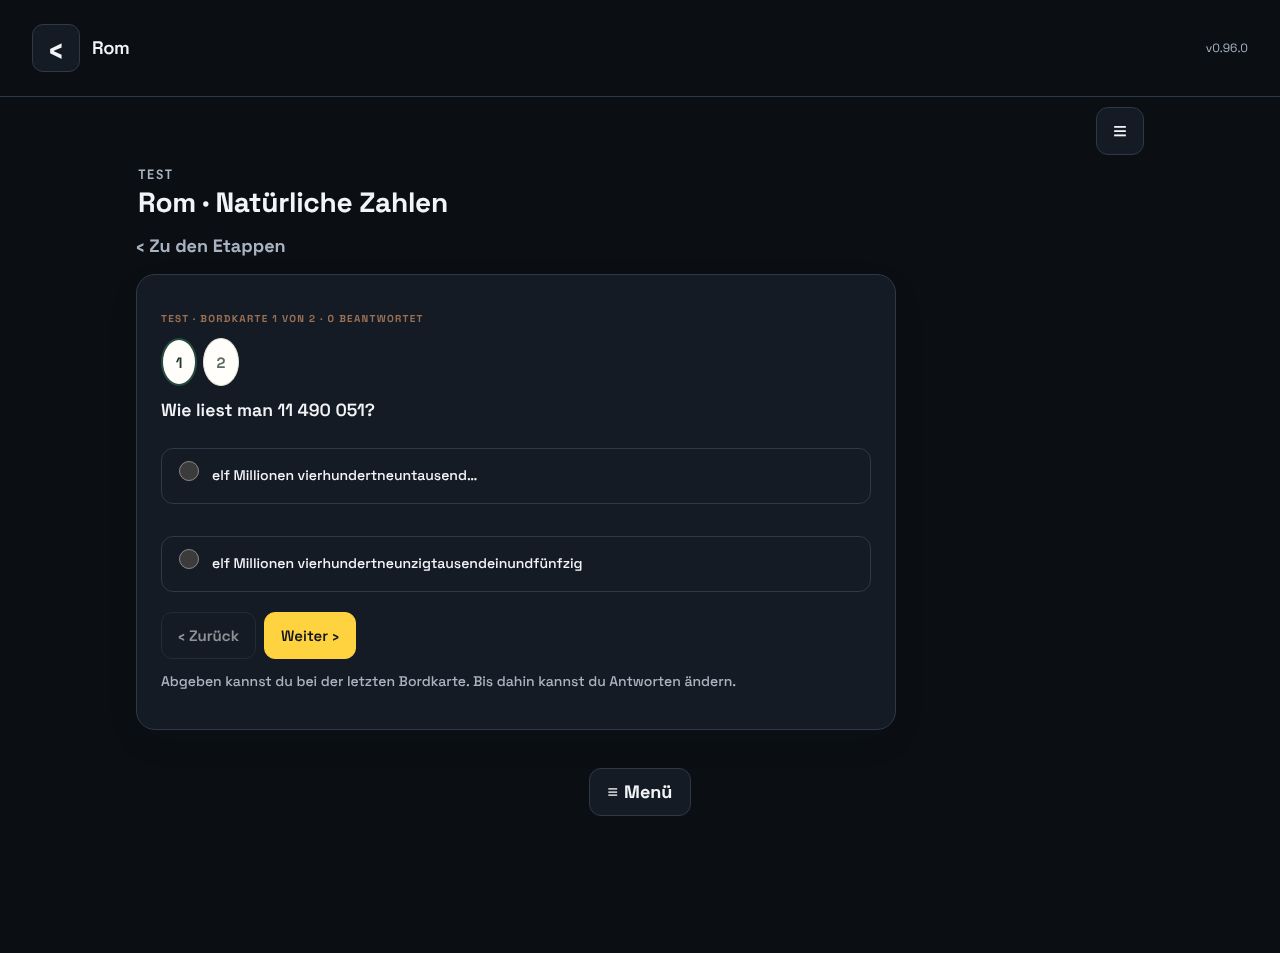 < Rom
v0.96.0
≡
TEST
Rom · Natürliche Zahlen
< Zu den Etappen
TEST · BORDKARTE 1 VON 2 · 0 BEANTWORTET
1 2
Wie liest man 11 490 051?
elf Millionen vierhundertneuntausend…
elf Millionen vierhundertneunzigtausendeinundfünfzig
< Zurück
Weiter >
Abgeben kannst du bei der letzten Bordkarte. Bis dahin kannst du Antworten ändern.
≡ Menü